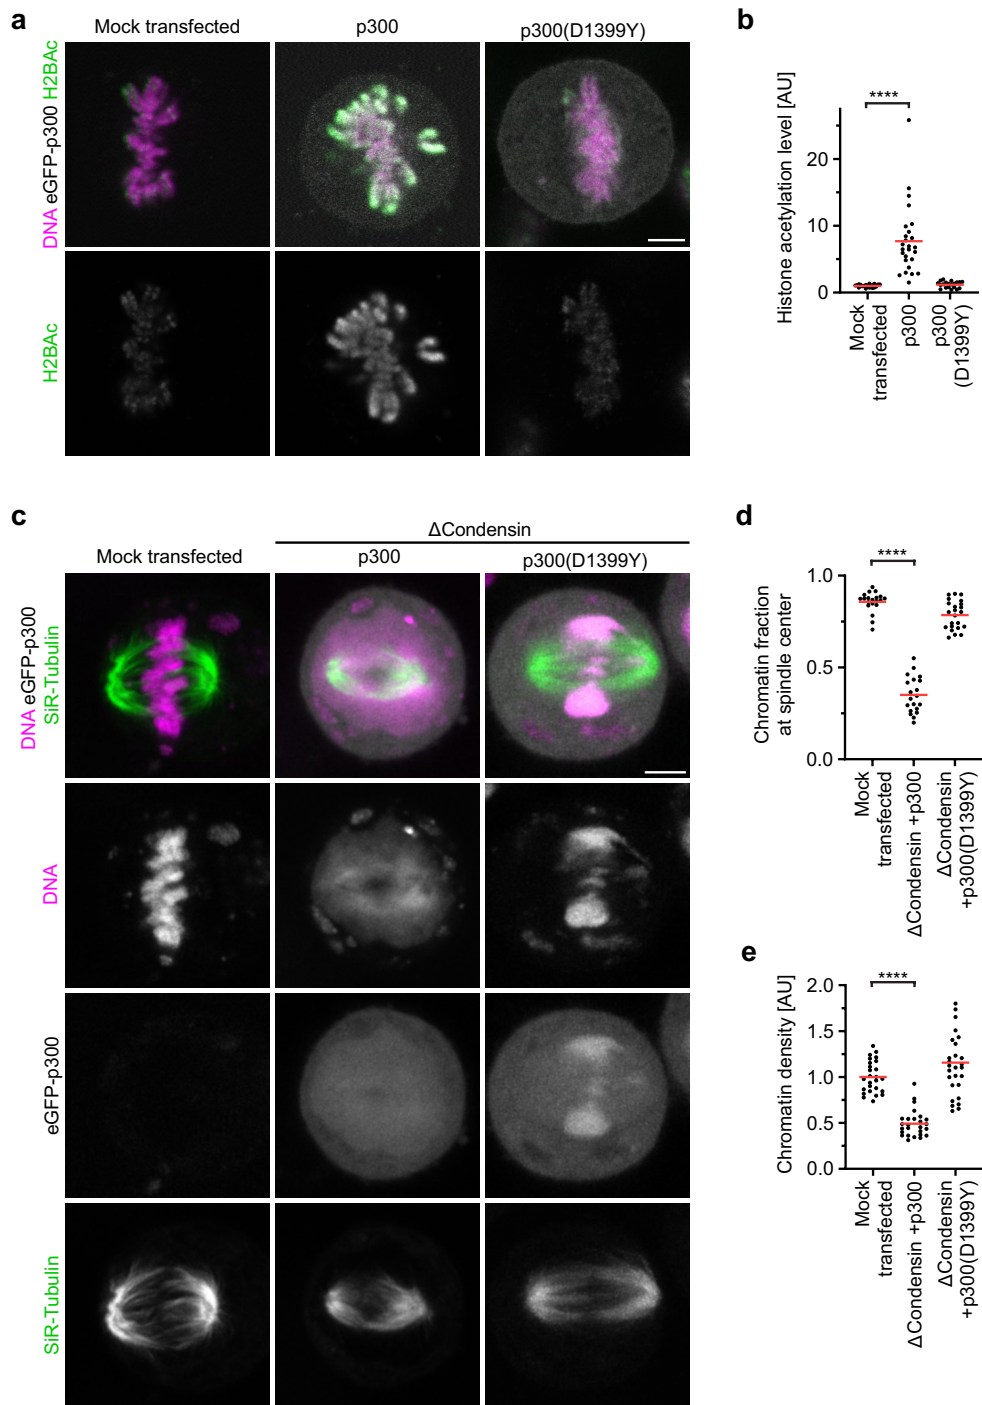 a
Mock transfected
p300
p300(D1399Y)
DNA eGFP-p300 H2BAc
H2BAc
b
Histone acetylation level [AU]
****
20
10
0
Mock
transfected
p300
p300
(D1399Y)
c
ΔCondensin
Mock transfected
p300
p300(D1399Y)
DNA eGFP-p300
SiR-Tubulin
DNA
eGFP-p300
SiR-Tubulin
d
Chromatin fraction
at spindle center
****
1.0
0.5
0.0
Mock
transfected
ΔCondensin +p300
ΔCondensin
+p300(D1399Y)
e
Chromatin density [AU]
****
2.0
1.5
1.0
0.5
0.0
Mock
transfected
ΔCondensin +p300
ΔCondensin
+p300(D1399Y)